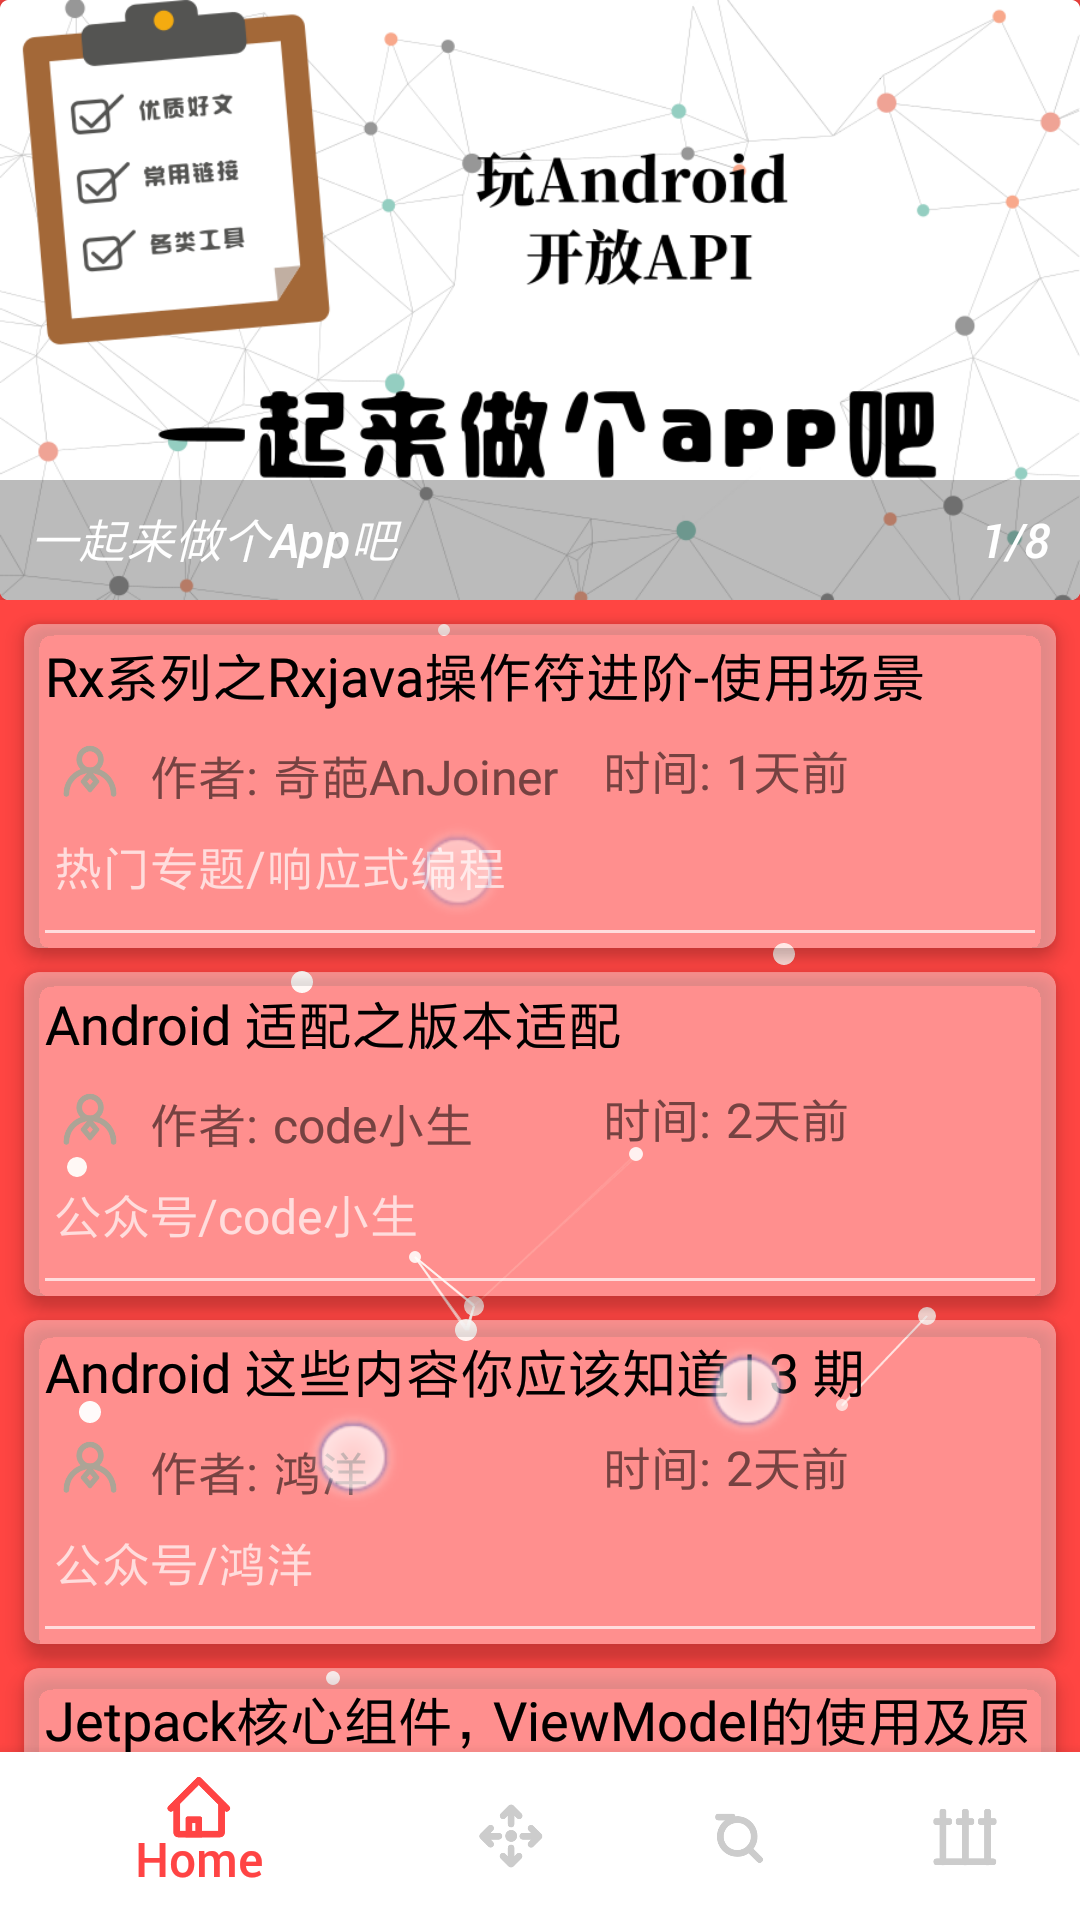 优质好文
常用链接
各类工具
玩Android
开放API
一起来做个app吧
一起来做个App吧
1/8
Rx系列之Rxjava操作符进阶-使用场景
作者: 奇葩AnJoiner
时间: 1天前
热门专题/响应式编程
Android 适配之版本适配
作者: code小生
时间: 2天前
公众号/code小生
Android 这些内容你应该知道 | 3 期
作者: 鸿洋
时间: 2天前
公众号/鸿洋
Jetpack核心组件，ViewModel的使用及原
Home